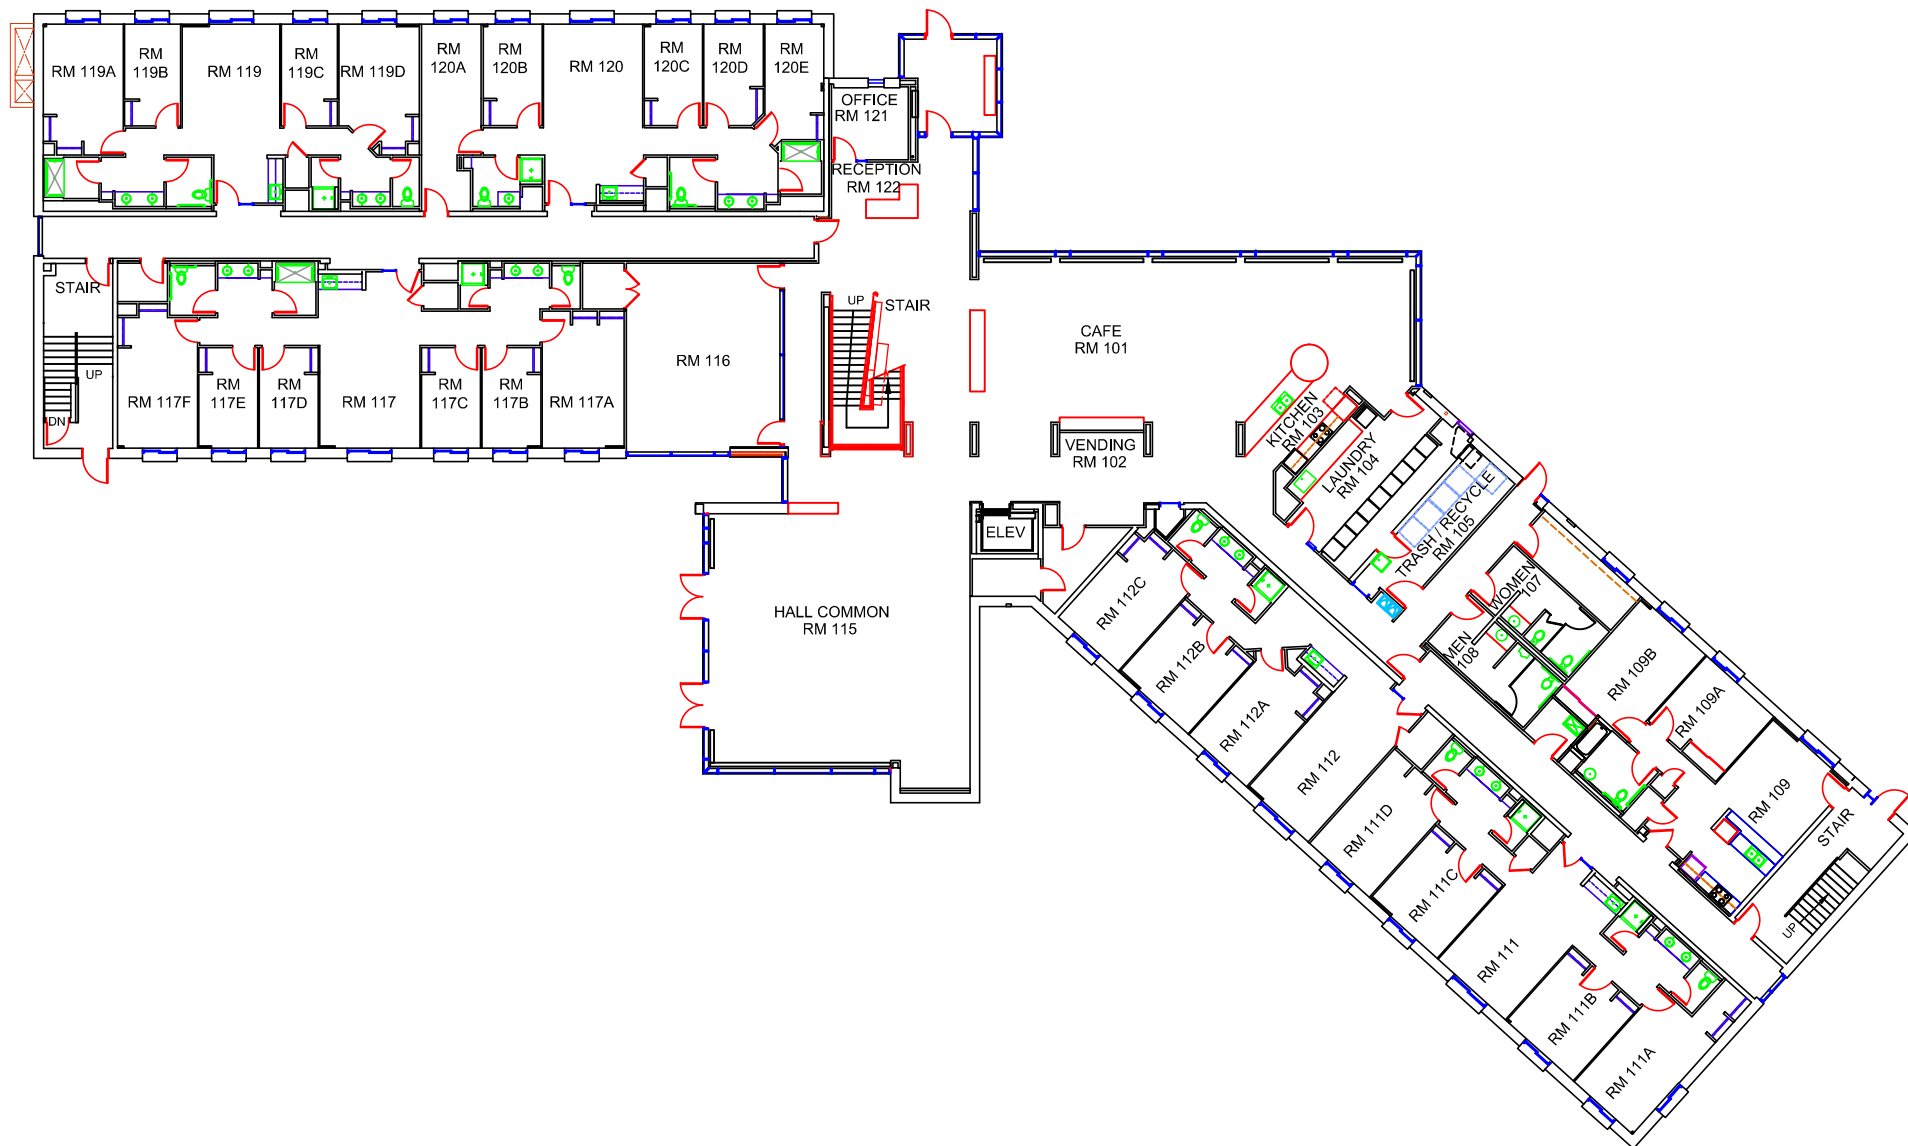 RM 119A
RM
119B
RM 119
RM
119C
RM 119D
RM
120A
RM
120B
RM 120
RM
120C
RM
120D
RM
120E
OFFICE
RM 121
RECEPTION
RM 122
STAIR
UP
DN
RM 117F
RM
117E
RM
117D
RM 117
RM
117C
RM
117B
RM 117A
RM 116
UP
STAIR
CAFE
RM 101
VENDING
RM 102
KITCHEN
RM 103
LAUNDRY
RM 104
TRASH / RECYCLE
RM 105
ELEV
HALL COMMON
RM 115
WOMEN
107
MEN
108
RM 112C
RM 112B
RM 112A
RM 112
RM 109B
RM 109A
RM 109
STAIR
UP
RM 111D
RM 111C
RM 111
RM 111B
RM 111A